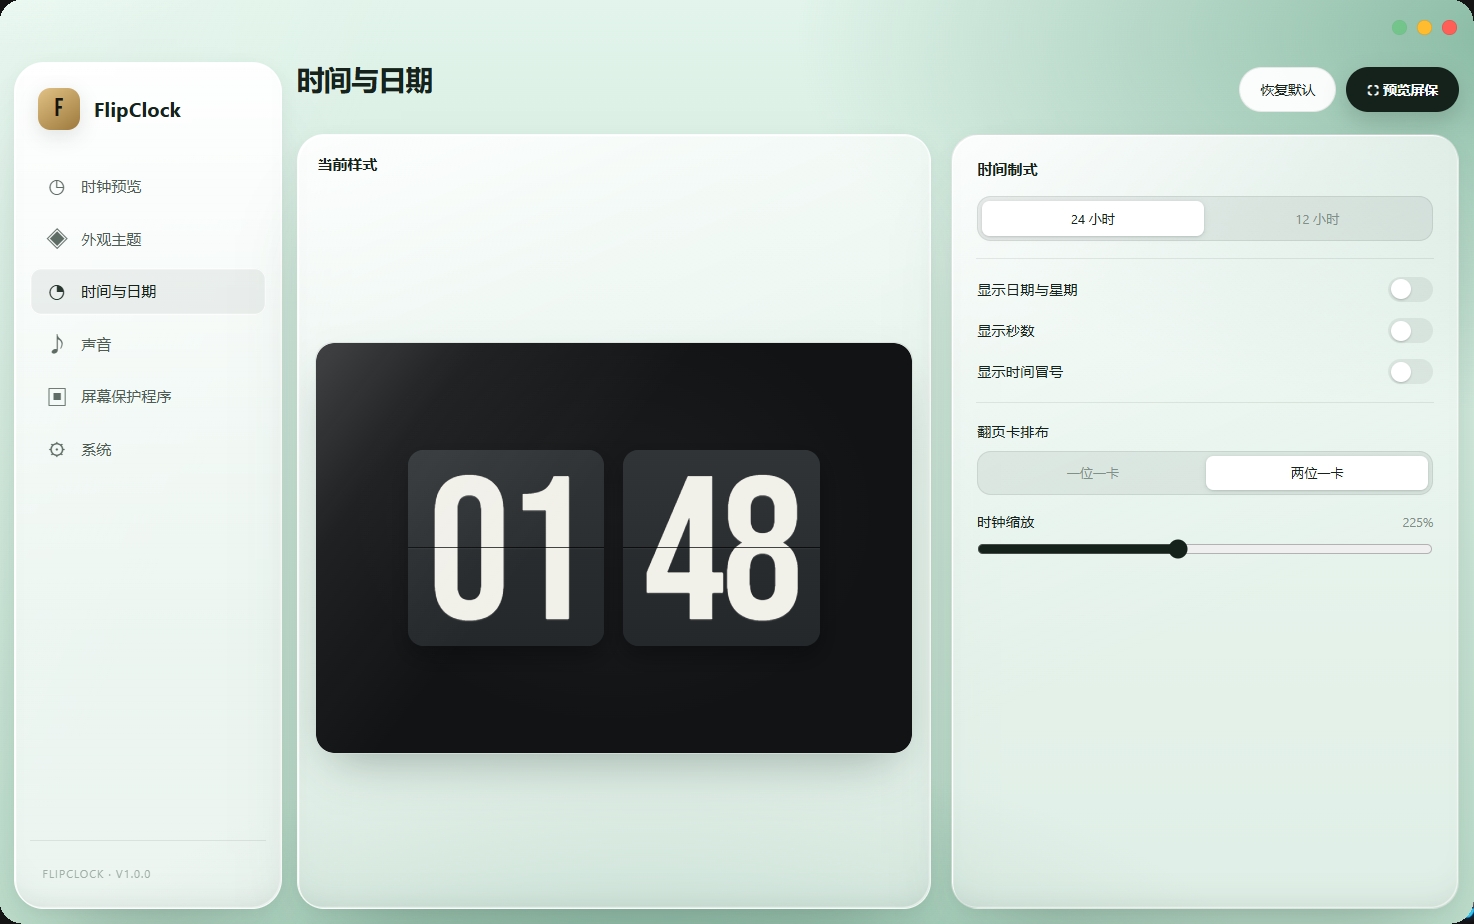 F
FlipClock
时钟预览
外观主题
时间与日期
声音
屏幕保护程序
系统
FLIPCLOCK · V1.0.0
时间与日期
恢复默认
预览屏保
当前样式
01 48
时间制式
24 小时
12 小时
显示日期与星期
显示秒数
显示时间冒号
翻页卡排布
一位一卡
两位一卡
时钟缩放
225%